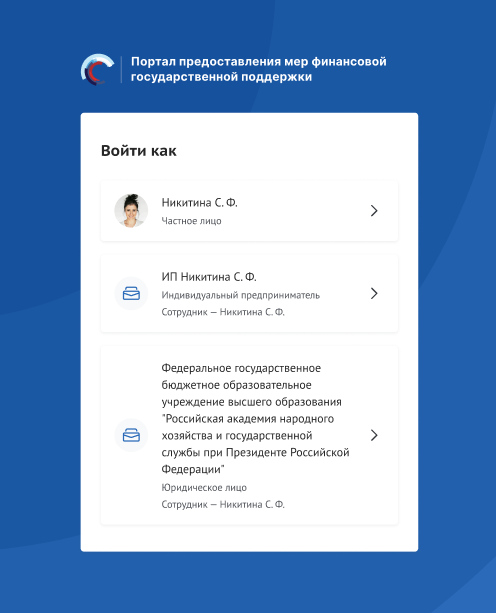 Портал предоставления мер финансовой
государственной поддержки
Войти как
Никитина С. Ф.
Частное лицо
ИП Никитина С. Ф.
Индивидуальный предприниматель
Сотрудник — Никитина С. Ф.
Федеральное государственное
бюджетное образовательное
учреждение высшего образования
"Российская академия народного
хозяйства и государственной
службы при Президенте Российской
Федерации"
Юридическое лицо
Сотрудник — Никитина С. Ф.